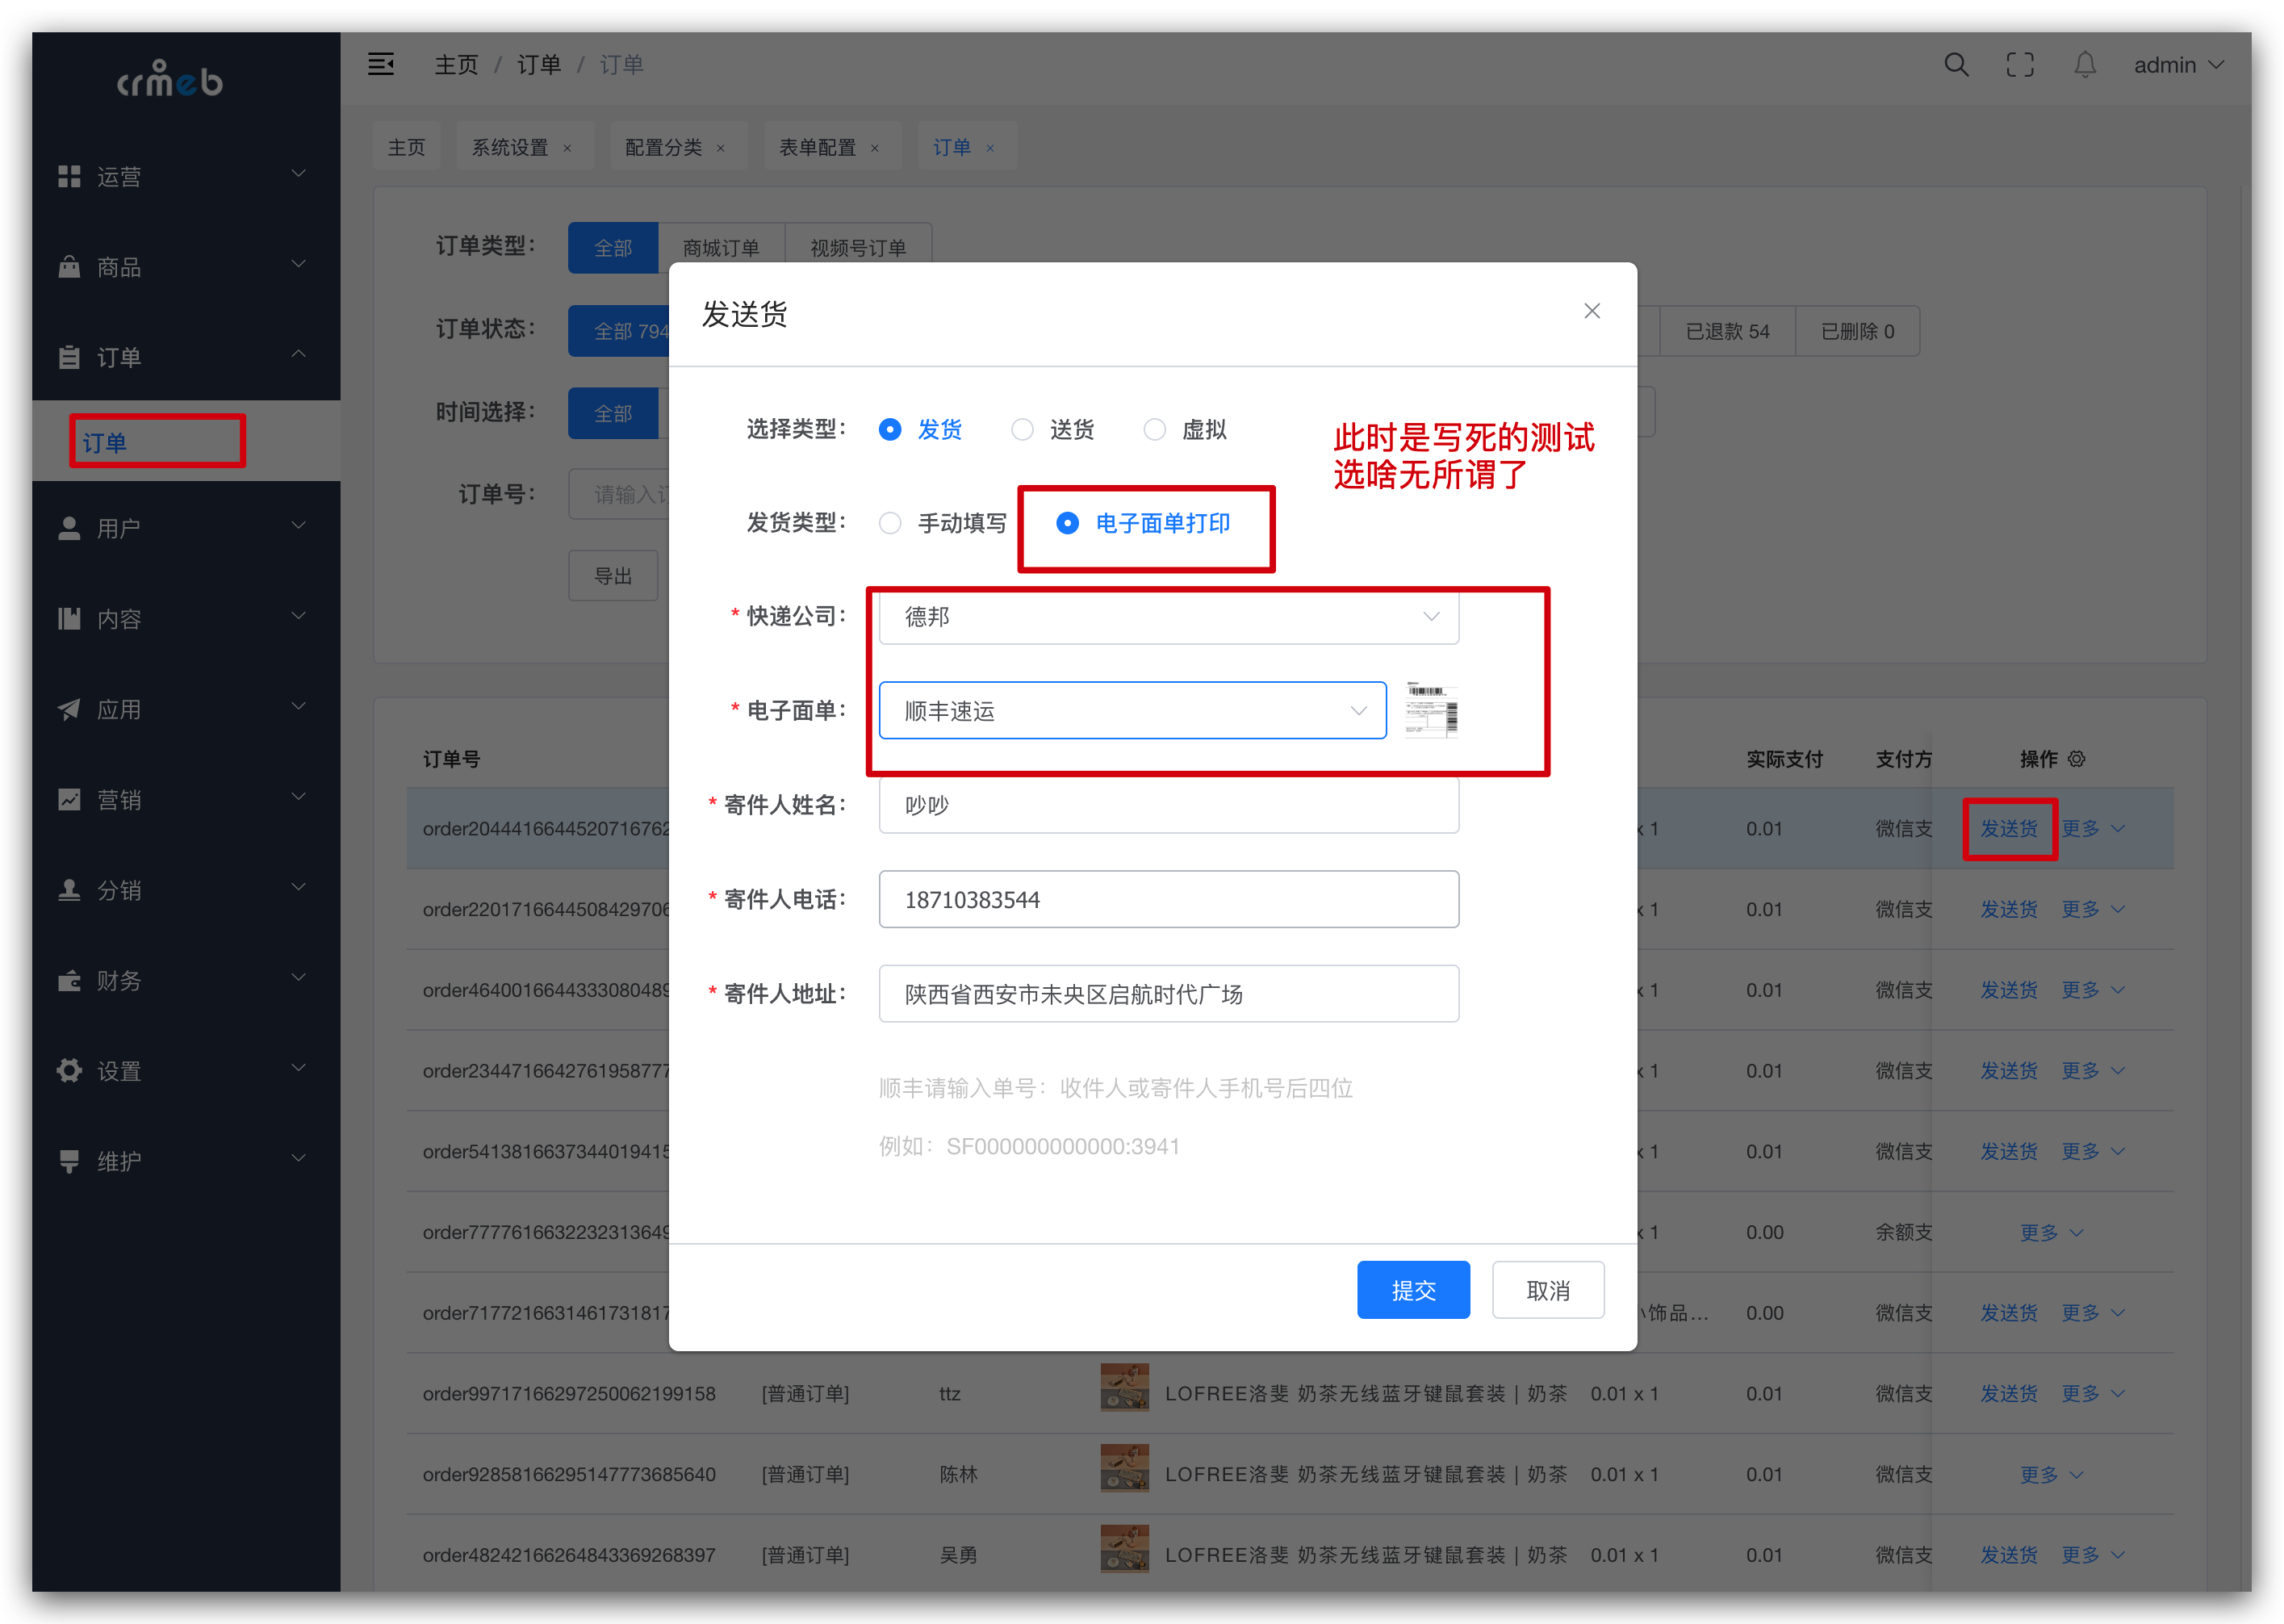 crmeb
主页 / 订单 / 订单
admin
主页
系统设置 ×
配置分类 ×
表单配置 ×
订单 ×
运营
商品
订单
订单
用户
内容
应用
营销
分销
财务
设置
维护
订单类型：
全部
商城订单
视频号订单
订单状态：
全部 794
已退款 54
已删除 0
时间选择：
全部
订单号：
请输入订
导出
发送货
选择类型：
发货
送货
虚拟
此时是写死的测试
选啥无所谓了
发货类型：
手动填写
电子面单打印
* 快递公司：
德邦
* 电子面单：
顺丰速运
* 寄件人姓名：
吵吵
* 寄件人电话：
18710383544
* 寄件人地址：
陕西省西安市未央区启航时代广场
顺丰请输入单号：收件人或寄件人手机号后四位
例如：SF000000000000:3941
提交
取消
订单号 实际支付 支付方 操作
order2044416644520716762 x 1 0.01 微信支 发送货 更多
order2201716644508429706 x 1 0.01 微信支 发送货 更多
order4640016644333080489 x 1 0.01 微信支 发送货 更多
order2344716642761958777 x 1 0.01 微信支 发送货 更多
order5413816637344019415 x 1 0.01 微信支 发送货 更多
order7777616632232313649 x 1 0.00 余额支 更多
order7177216631461731817 小饰品... 0.00 微信支 发送货 更多
order997171662972500621991​58 [普通订单] ttz LOFREE洛斐 奶茶无线蓝牙键鼠套装 | 奶茶 0.01 x 1 0.01 微信支 发送货 更多
order928581662951477736856​40 [普通订单] 陈林 LOFREE洛斐 奶茶无线蓝牙键鼠套装 | 奶茶 0.01 x 1 0.01 微信支 更多
order482421662648433692683​97 [普通订单] 吴勇 LOFREE洛斐 奶茶无线蓝牙键鼠套装 | 奶茶 0.01 x 1 0.01 微信支 发送货 更多